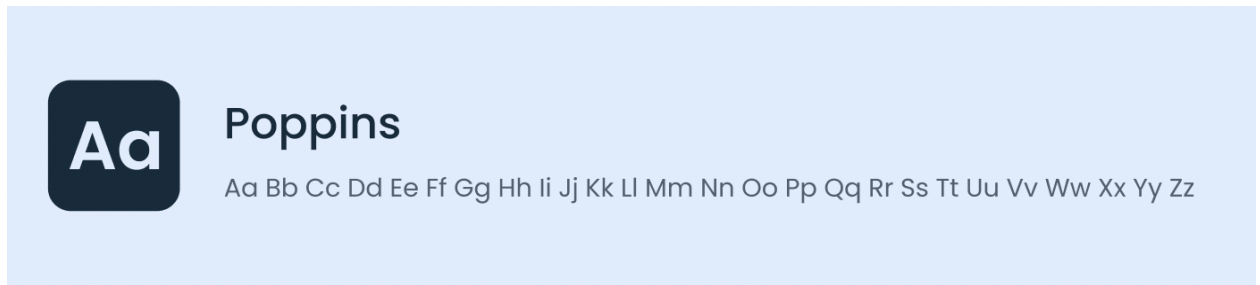 Aa
Poppins
Aa Bb Cc Dd Ee Ff Gg Hh Ii Jj Kk Ll Mm Nn Oo Pp Qq Rr Ss Tt Uu Vv Ww Xx Yy Zz